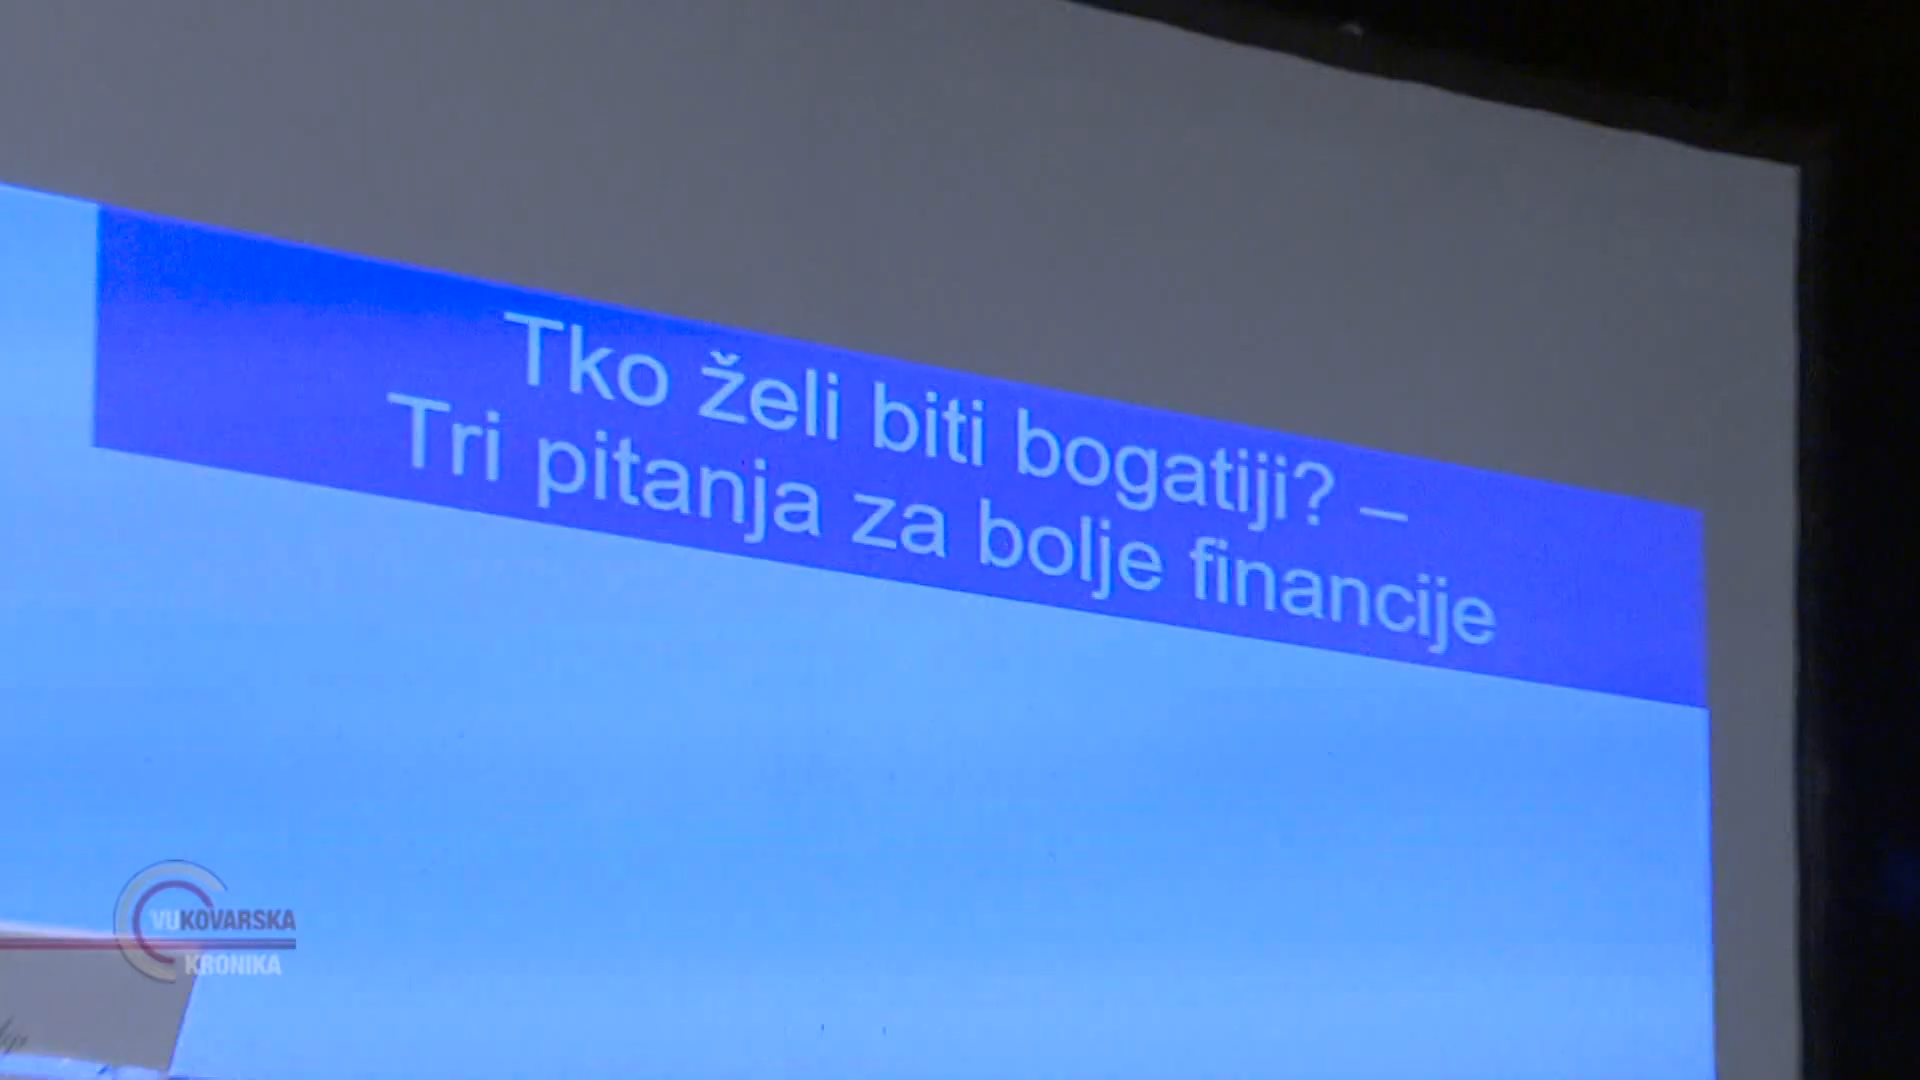 Tko želi biti bogatiji? –
Tri pitanja za bolje financije
VUKOVARSKA
KRONIKA